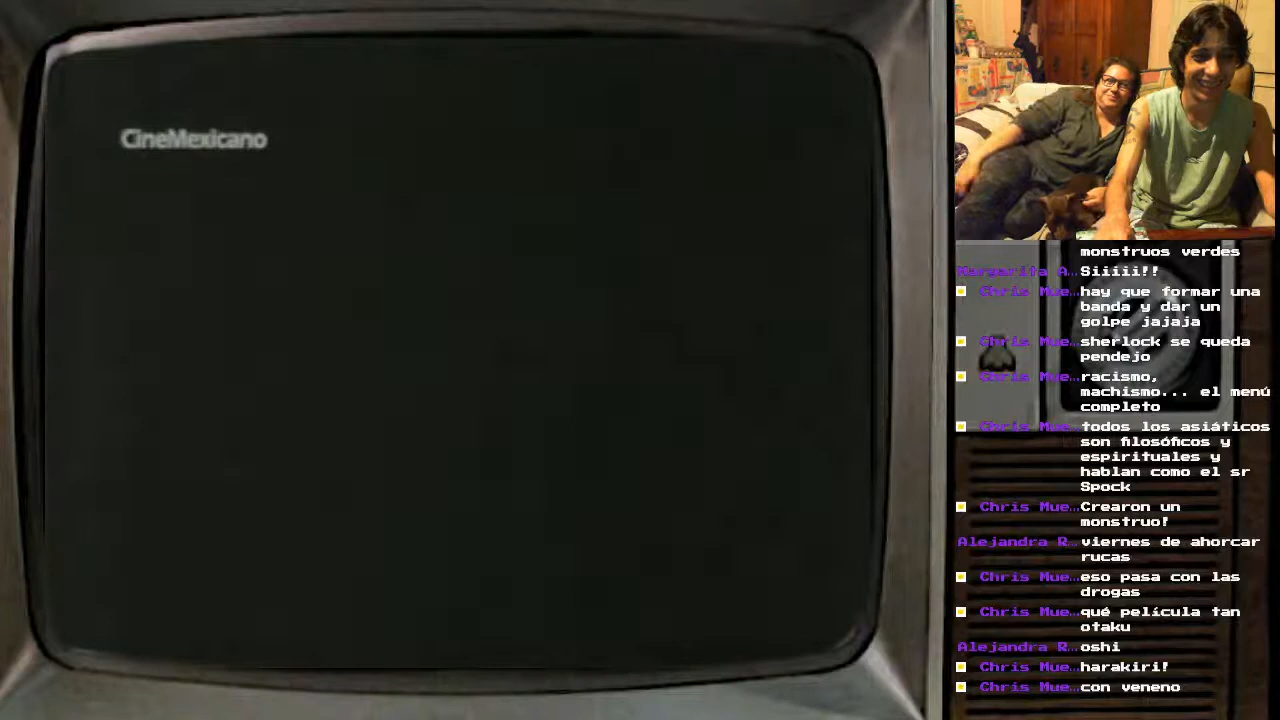 CineMexicano
monstruos verdes
Margarita A… Siiiii!!
Chris Mue… hay que formar una
banda y dar un
golpe jajaja
Chris Mue… sherlock se queda
pendejo
Chris Mue… racismo,
machismo... el menú
completo
Chris Mue… todos los asiáticos
son filosóficos y
espirituales y
hablan como el sr
Spock
Chris Mue… Crearon un
monstruo!
Alejandra R… viernes de ahorcar
rucas
Chris Mue… eso pasa con las
drogas
Chris Mue… qué película tan
otaku
Alejandra R… oshi
Chris Mue… harakiri!
Chris Mue… con veneno